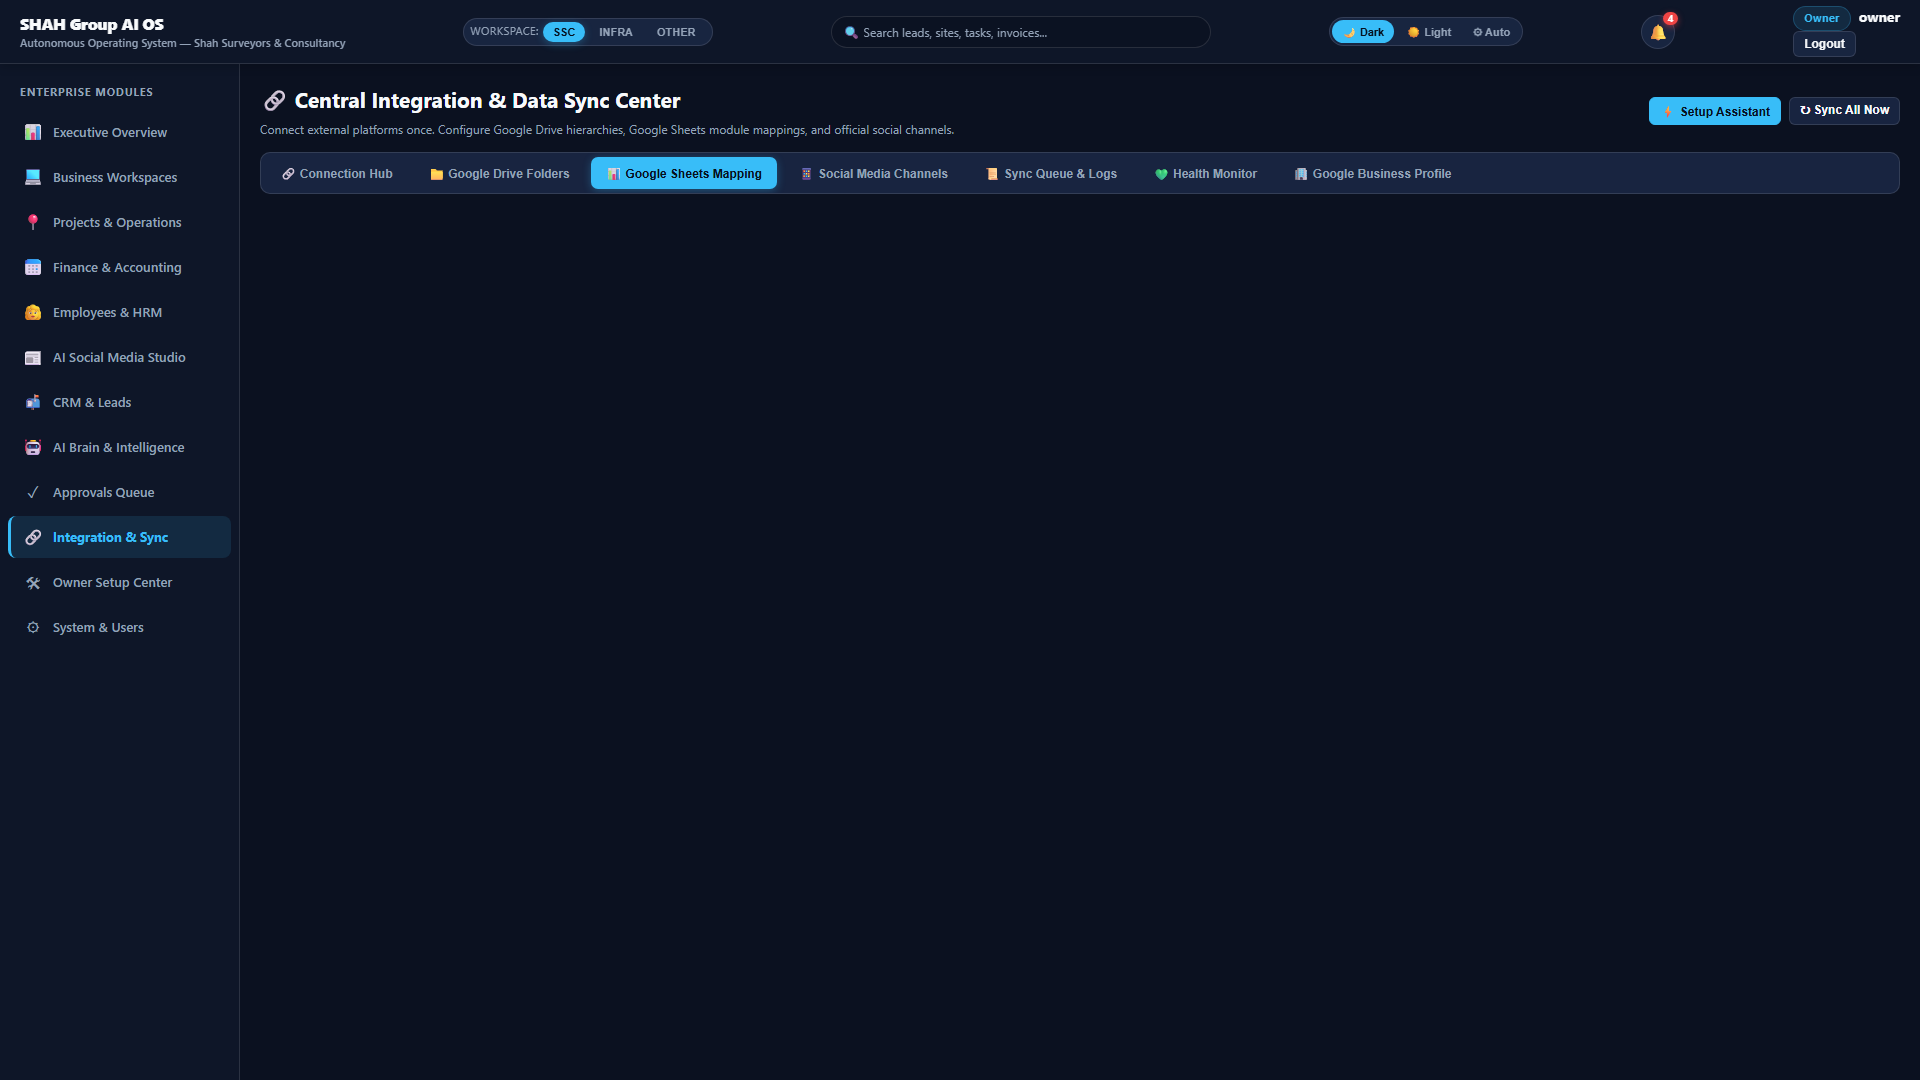 SHAH Group AI OS
Autonomous Operating System — Shah Surveyors & Consultancy
WORKSPACE: SSC INFRA OTHER
Search leads, sites, tasks, invoices...
Dark Light Auto
4
Owner owner
Logout
ENTERPRISE MODULES
Executive Overview
Business Workspaces
Projects & Operations
Finance & Accounting
Employees & HRM
AI Social Media Studio
CRM & Leads
AI Brain & Intelligence
Approvals Queue
Integration & Sync
Owner Setup Center
System & Users
Central Integration & Data Sync Center
Connect external platforms once. Configure Google Drive hierarchies, Google Sheets module mappings, and official social channels.
Setup Assistant
Sync All Now
Connection Hub
Google Drive Folders
Google Sheets Mapping
Social Media Channels
Sync Queue & Logs
Health Monitor
Google Business Profile